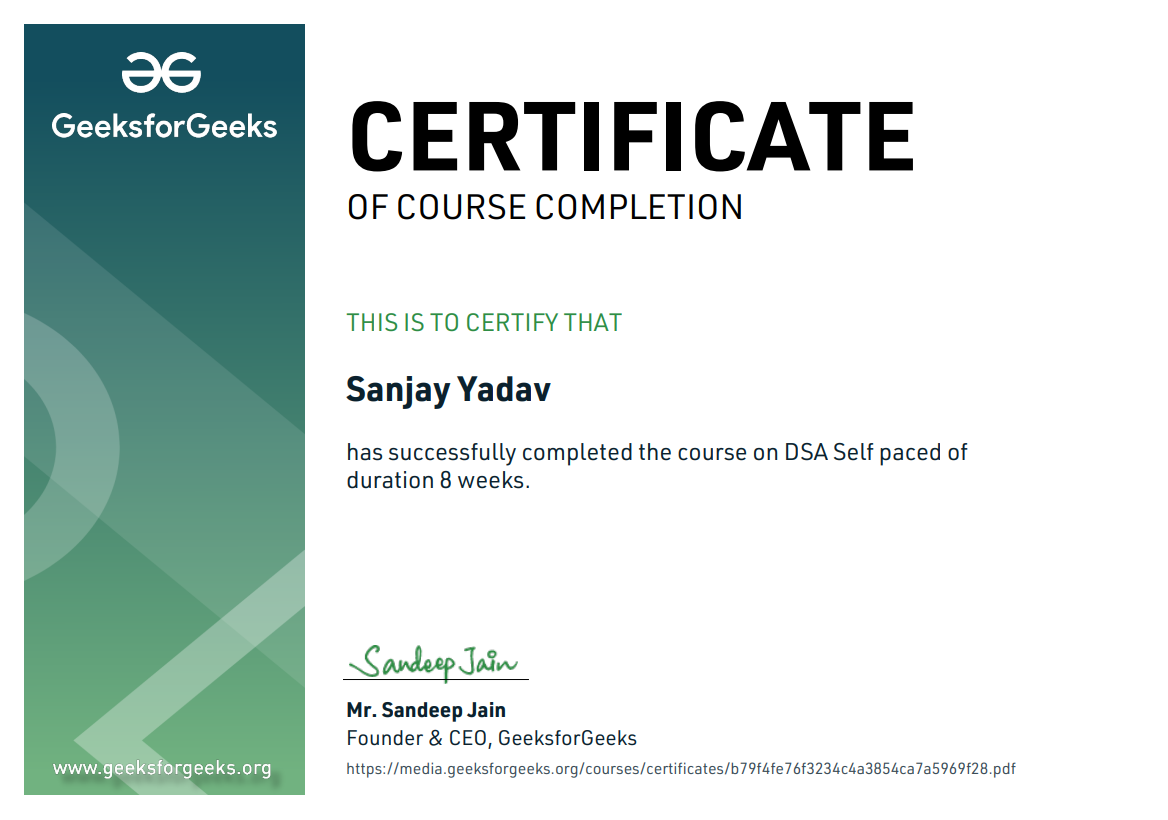 GeeksforGeeks
CERTIFICATE
OF COURSE COMPLETION
THIS IS TO CERTIFY THAT
Sanjay Yadav
has successfully completed the course on DSA Self paced of
duration 8 weeks.
Sandeep Jain
Mr. Sandeep Jain
Founder & CEO, GeeksforGeeks
https://media.geeksforgeeks.org/courses/certificates/b79f4fe76f3234c4a3854ca7a5969f28.pdf
www.geeksforgeeks.org